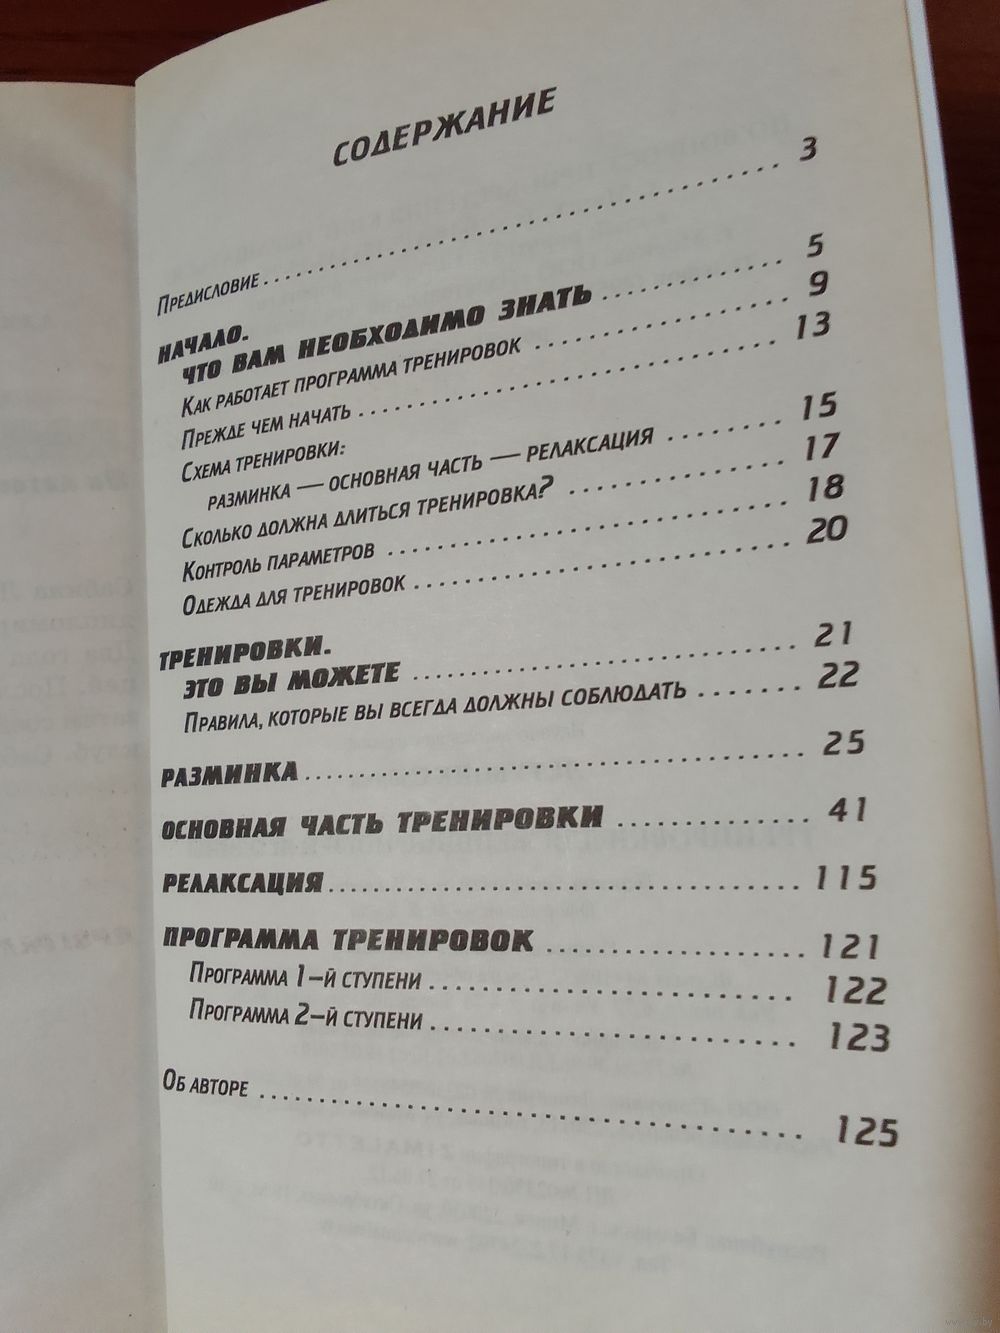 СОДЕРЖАНИЕ
ПРЕДИСЛОВИЕ . . . . . . . . . . . . . . . . . . . . . . . . . . . . . . 3
НАЧАЛО.
ЧТО ВАМ НЕОБХОДИМО ЗНАТЬ . . . . . . . . . . . 5
КАК РАБОТАЕТ ПРОГРАММА ТРЕНИРОВОК . . . . . . . . . . . . . . . 9
ПРЕЖДЕ ЧЕМ НАЧАТЬ . . . . . . . . . . . . . . . . . . . . . . . . . 13
СХЕМА ТРЕНИРОВКИ:
РАЗМИНКА — ОСНОВНАЯ ЧАСТЬ — РЕЛАКСАЦИЯ . . . . . . . 15
СКОЛЬКО ДОЛЖНА ДЛИТЬСЯ ТРЕНИРОВКА? . . . . . . . . . . . . . 17
КОНТРОЛЬ ПАРАМЕТРОВ . . . . . . . . . . . . . . . . . . . . . . . . 18
ОДЕЖДА ДЛЯ ТРЕНИРОВОК . . . . . . . . . . . . . . . . . . . . . . . 20
ТРЕНИРОВКИ.
ЭТО ВЫ МОЖЕТЕ . . . . . . . . . . . . . . . . . . . . . . . . 21
ПРАВИЛА, КОТОРЫЕ ВЫ ВСЕГДА ДОЛЖНЫ СОБЛЮДАТЬ . . . . . . . 22
РАЗМИНКА . . . . . . . . . . . . . . . . . . . . . . . . . . . . . . 25
ОСНОВНАЯ ЧАСТЬ ТРЕНИРОВКИ . . . . . . . . . . . . 41
РЕЛАКСАЦИЯ . . . . . . . . . . . . . . . . . . . . . . . . . . . . . 115
ПРОГРАММА ТРЕНИРОВОК . . . . . . . . . . . . . . . . 121
ПРОГРАММА 1–Й СТУПЕНИ . . . . . . . . . . . . . . . . . . . . . . 122
ПРОГРАММА 2–Й СТУПЕНИ . . . . . . . . . . . . . . . . . . . . . . 123
ОБ АВТОРЕ . . . . . . . . . . . . . . . . . . . . . . . . . . . . . . 125